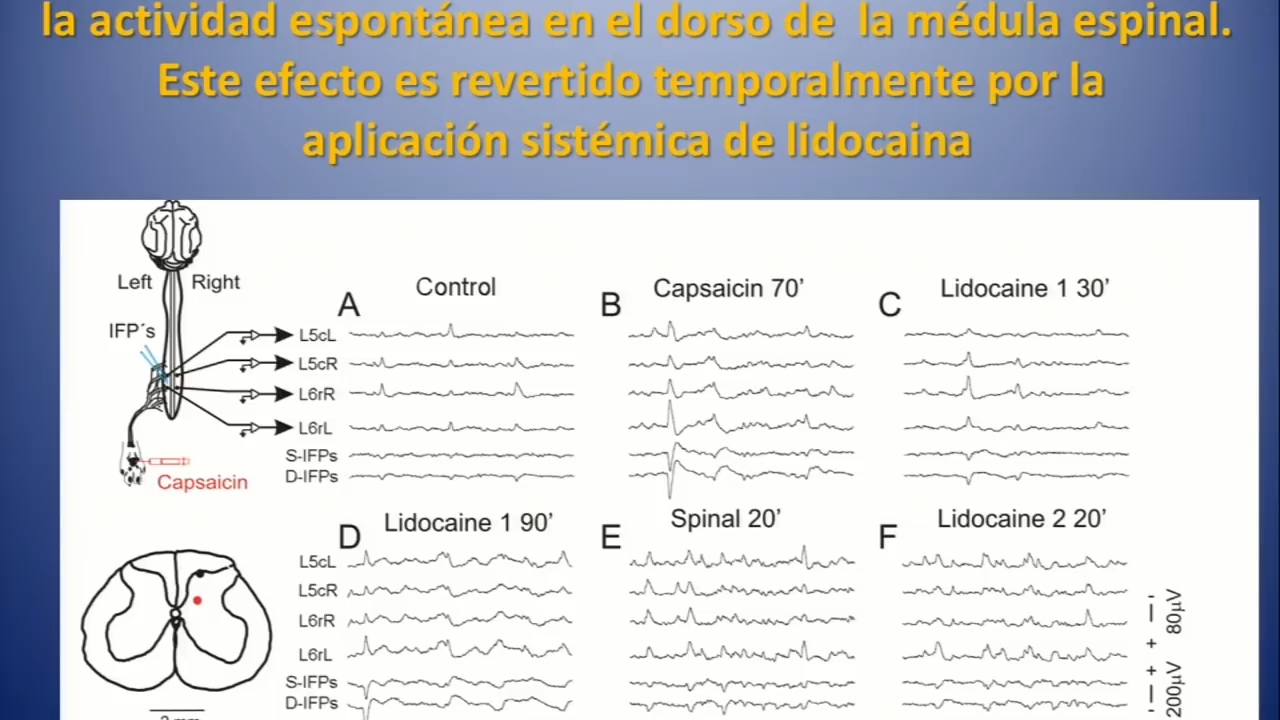 la actividad espontánea en el dorso de la médula espinal.
Este efecto es revertido temporalmente por la
aplicación sistémica de lidocaina
Left Right
IFP´s
Capsaicin
A Control
L5cL
L5cR
L6rR
L6rL
S-IFPs
D-IFPs
B Capsaicin 70'
C Lidocaine 1 30'
D Lidocaine 1 90'
L5cL
L5cR
L6rR
L6rL
S-IFPs
D-IFPs
E Spinal 20'
F Lidocaine 2 20'
- 80µV +
+ 200µV -